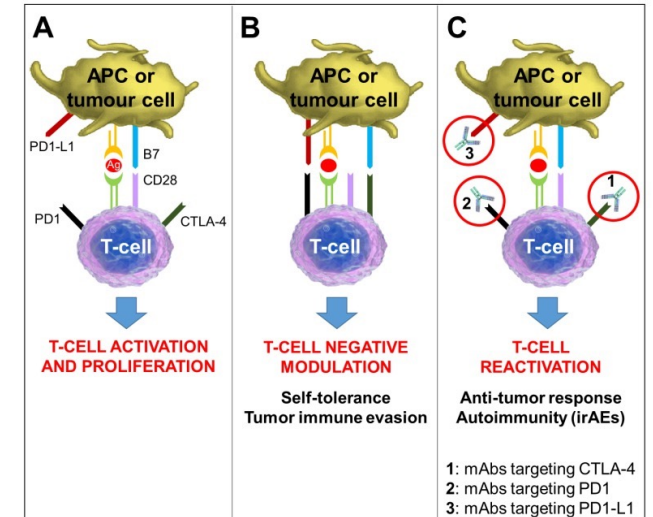 A
APC or
tumour cell
PD1-L1
B7
Ag
CD28
PD1
CTLA-4
T-cell
T-CELL ACTIVATION
AND PROLIFERATION
B
APC or
tumour cell
T-cell
T-CELL NEGATIVE
MODULATION
Self-tolerance
Tumor immune evasion
C
APC or
tumour cell
3
1
2
T-cell
T-CELL
REACTIVATION
Anti-tumor response
Autoimmunity (irAEs)
1: mAbs targeting CTLA-4
2: mAbs targeting PD1
3: mAbs targeting PD1-L1